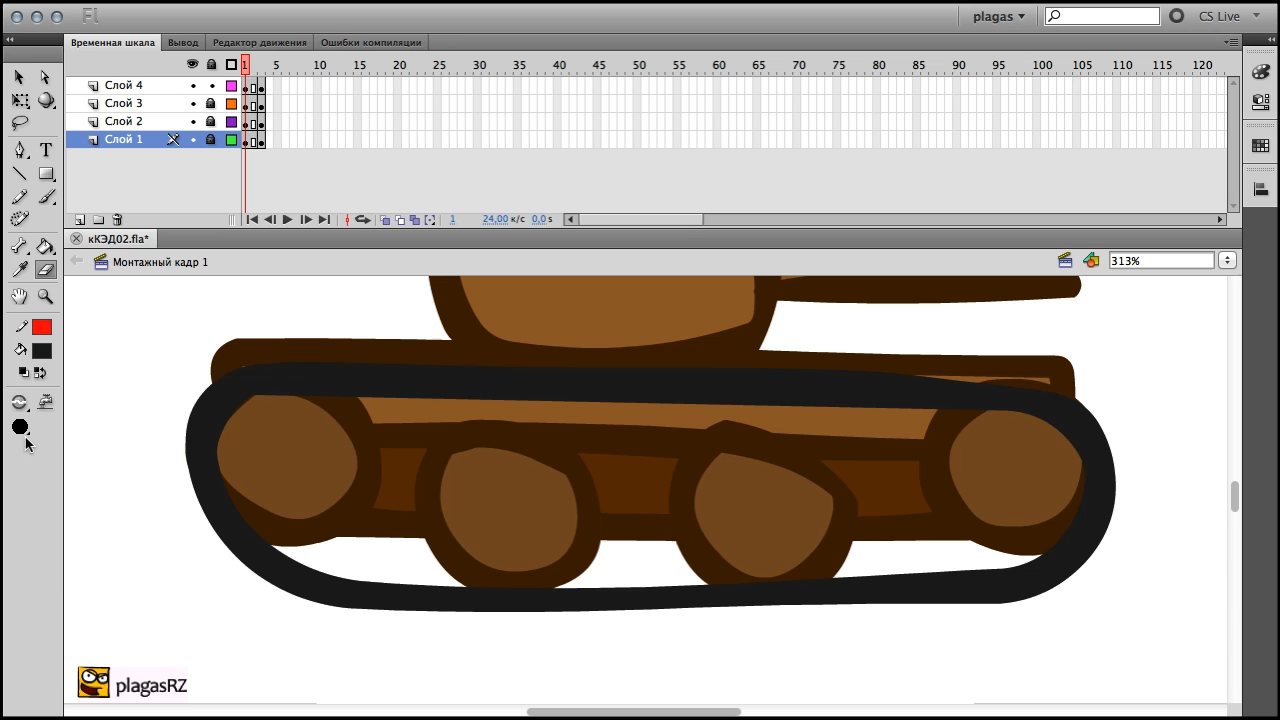 Fl
plagas
CS Live
Временная шкала
Вывод
Редактор движения
Ошибки компиляции
1 5 10 15 20 25 30 35 40 45 50 55 60 65 70 75 80 85 90 95 100 105 110 115 120
Слой 4
Слой 3
Слой 2
Слой 1
T
1 24,00 к/с 0,0 s
кКЭД02.fla*
Монтажный кадр 1
313%
plagasRZ